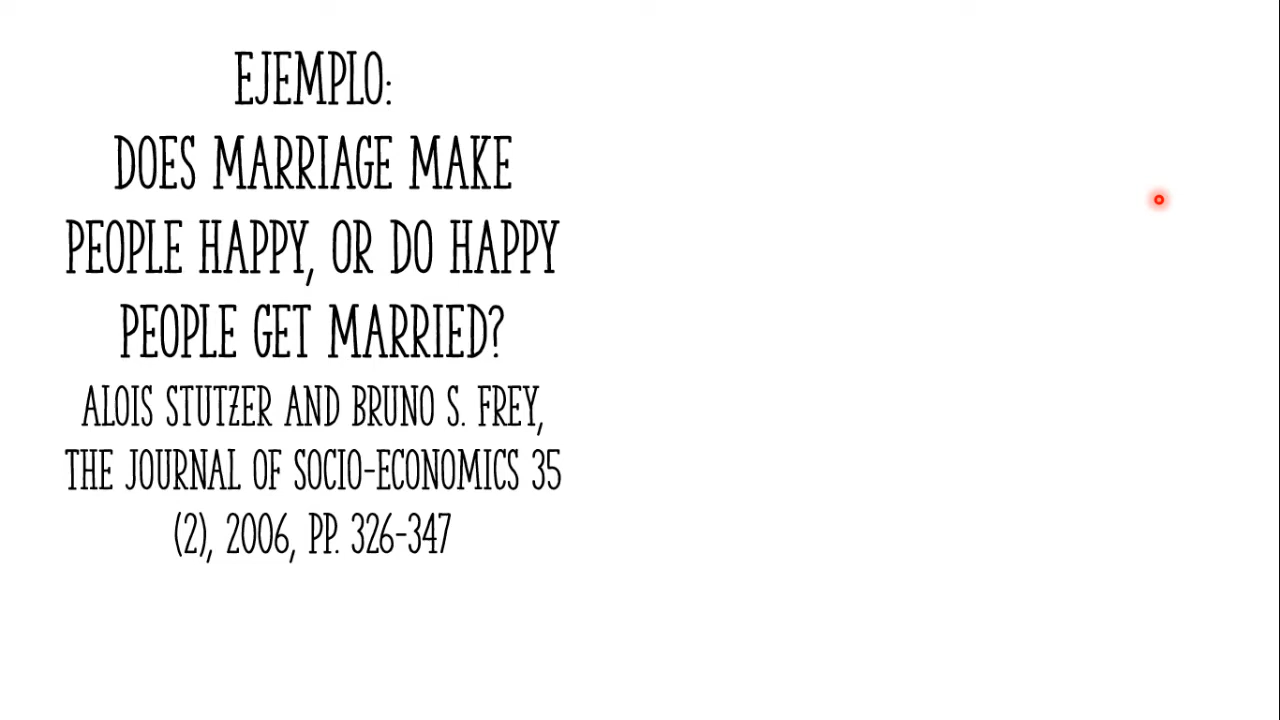 EJEMPLO:
DOES MARRIAGE MAKE
PEOPLE HAPPY, OR DO HAPPY
PEOPLE GET MARRIED?
ALOIS STUTZER AND BRUNO S. FREY,
THE JOURNAL OF SOCIO-ECONOMICS 35
(2), 2006, PP. 326-347